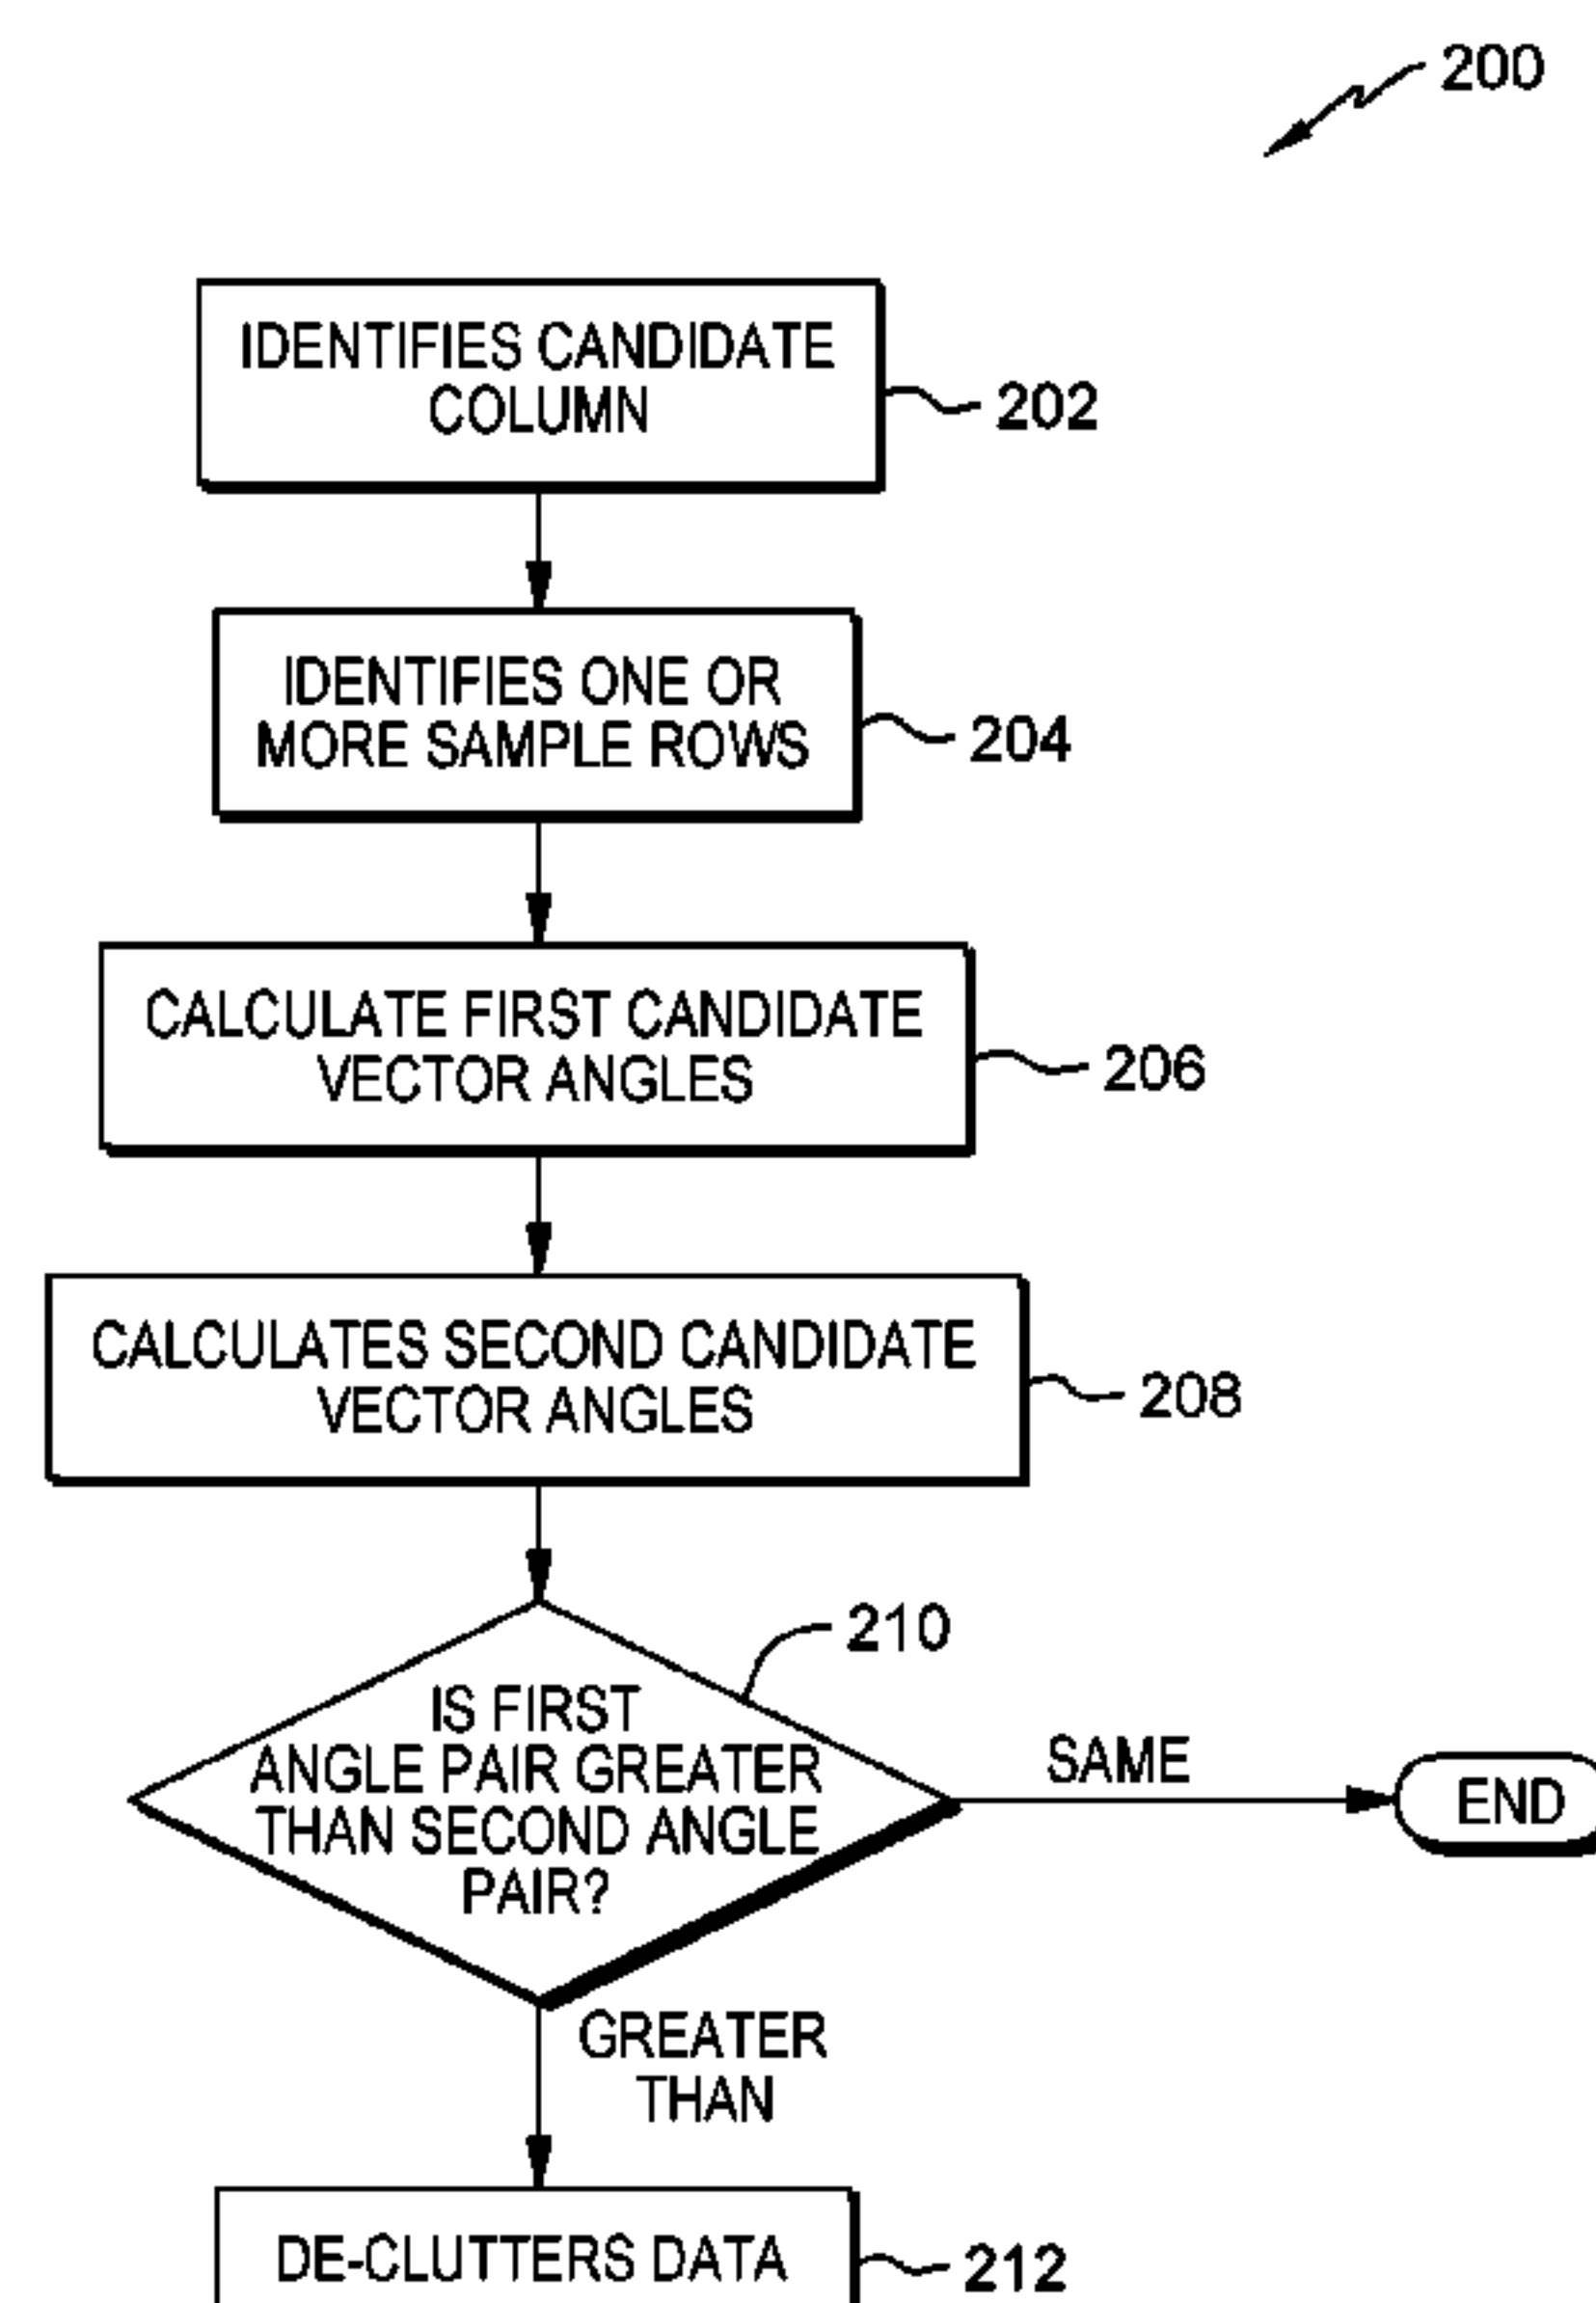 200
IDENTIFIES CANDIDATE
COLUMN
202
IDENTIFIES ONE OR
MORE SAMPLE ROWS
204
CALCULATE FIRST CANDIDATE
VECTOR ANGLES
206
CALCULATES SECOND CANDIDATE
VECTOR ANGLES
208
210
IS FIRST
ANGLE PAIR GREATER
THAN SECOND ANGLE
PAIR?
SAME
END
GREATER
THAN
DE-CLUTTERS DATA
212